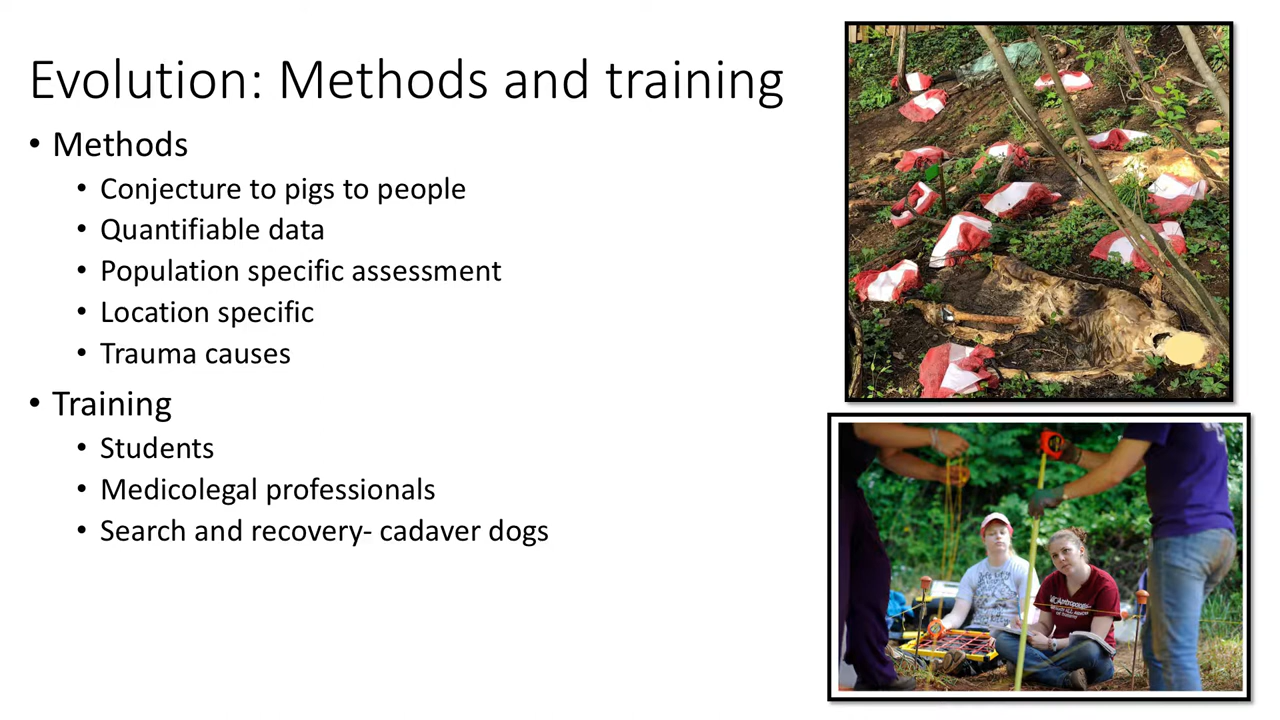 Evolution: Methods and training
• Methods
• Conjecture to pigs to people
• Quantifiable data
• Population specific assessment
• Location specific
• Trauma causes
• Training
• Students
• Medicolegal professionals
• Search and recovery- cadaver dogs